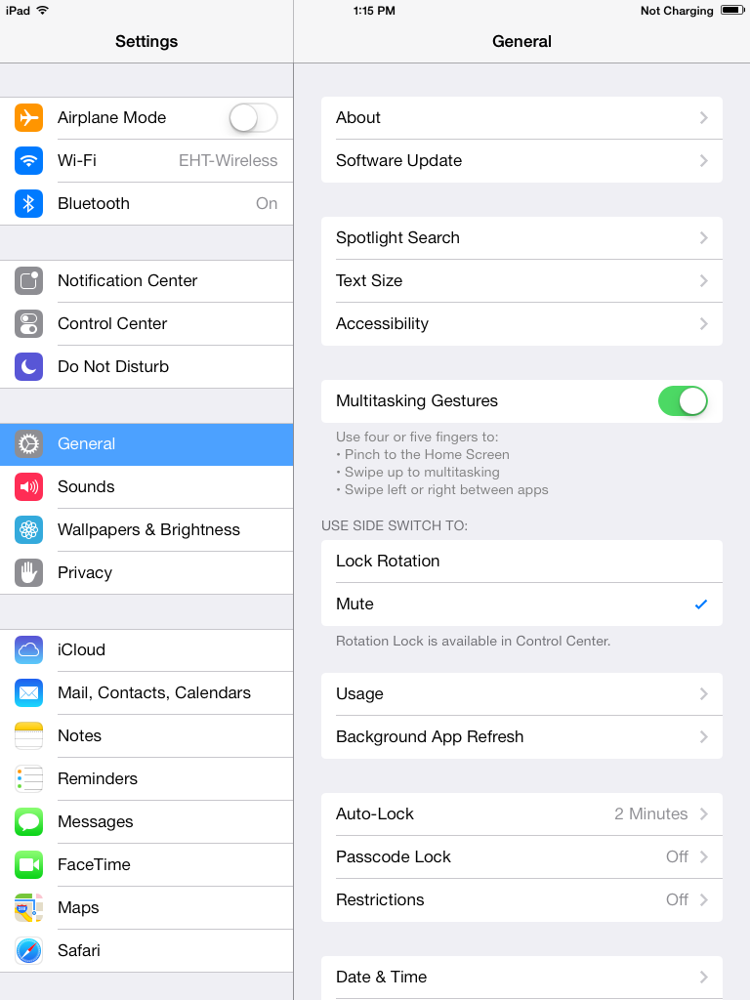 iPad 1:15 PM Not Charging
Settings
General
Airplane Mode
Wi-Fi EHT-Wireless
Bluetooth On
Notification Center
Control Center
Do Not Disturb
General
Sounds
Wallpapers & Brightness
Privacy
iCloud
Mail, Contacts, Calendars
Notes
Reminders
Messages
FaceTime
Maps
Safari
About
Software Update
Spotlight Search
Text Size
Accessibility
Multitasking Gestures
Use four or five fingers to:
• Pinch to the Home Screen
• Swipe up to multitasking
• Swipe left or right between apps
USE SIDE SWITCH TO:
Lock Rotation
Mute
Rotation Lock is available in Control Center.
Usage
Background App Refresh
Auto-Lock 2 Minutes
Passcode Lock Off
Restrictions Off
Date & Time